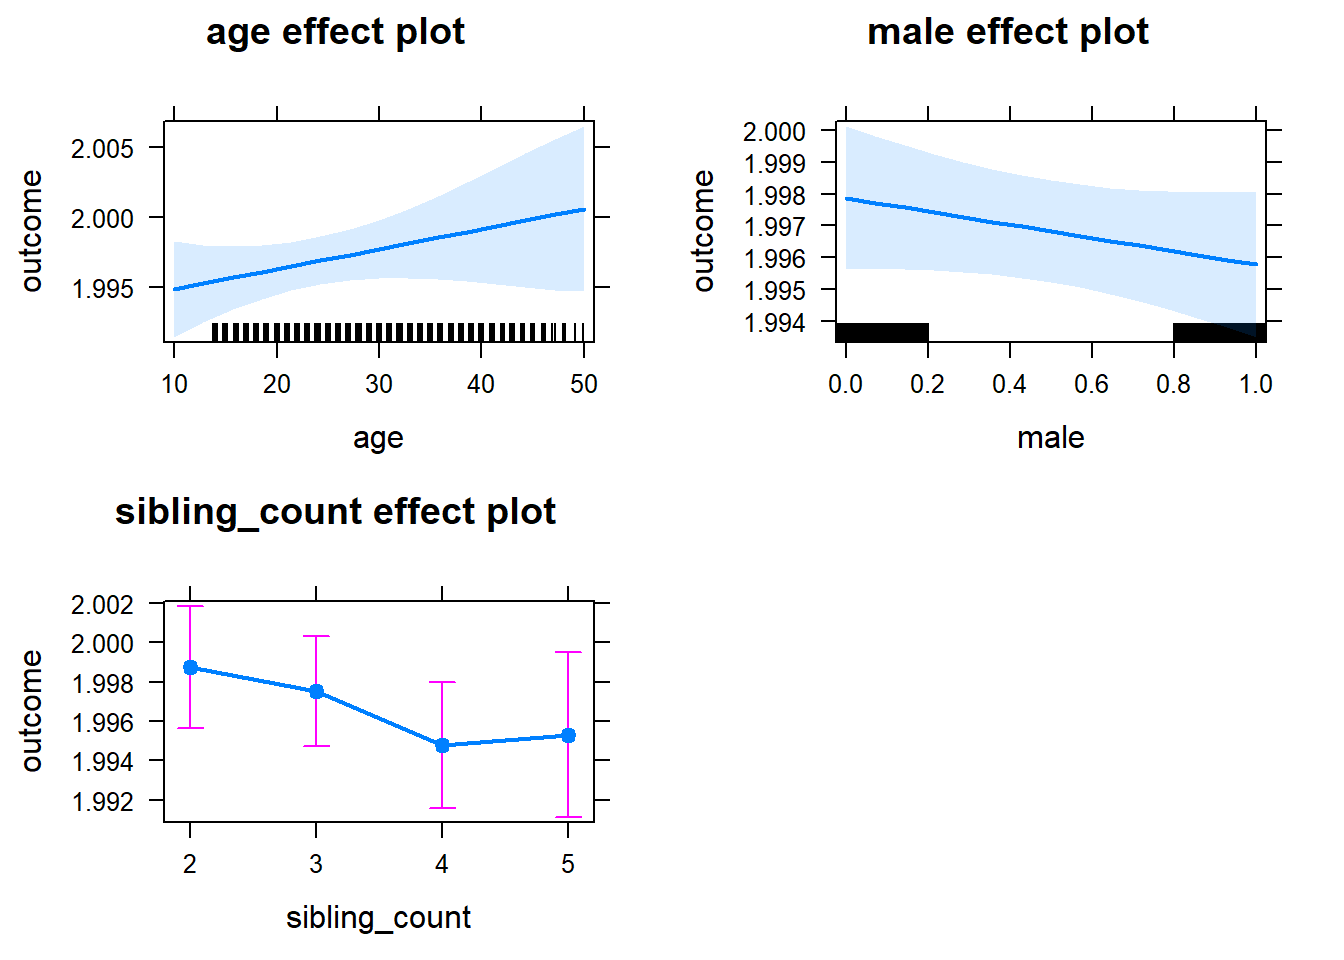 age effect plot
outcome
2.005
2.000
1.995
10 20 30 40 50
age
male effect plot
outcome
2.000
1.999
1.998
1.997
1.996
1.995
1.994
0.0 0.2 0.4 0.6 0.8 1.0
male
sibling_count effect plot
outcome
2.002
2.000
1.998
1.996
1.994
1.992
2 3 4 5
sibling_count